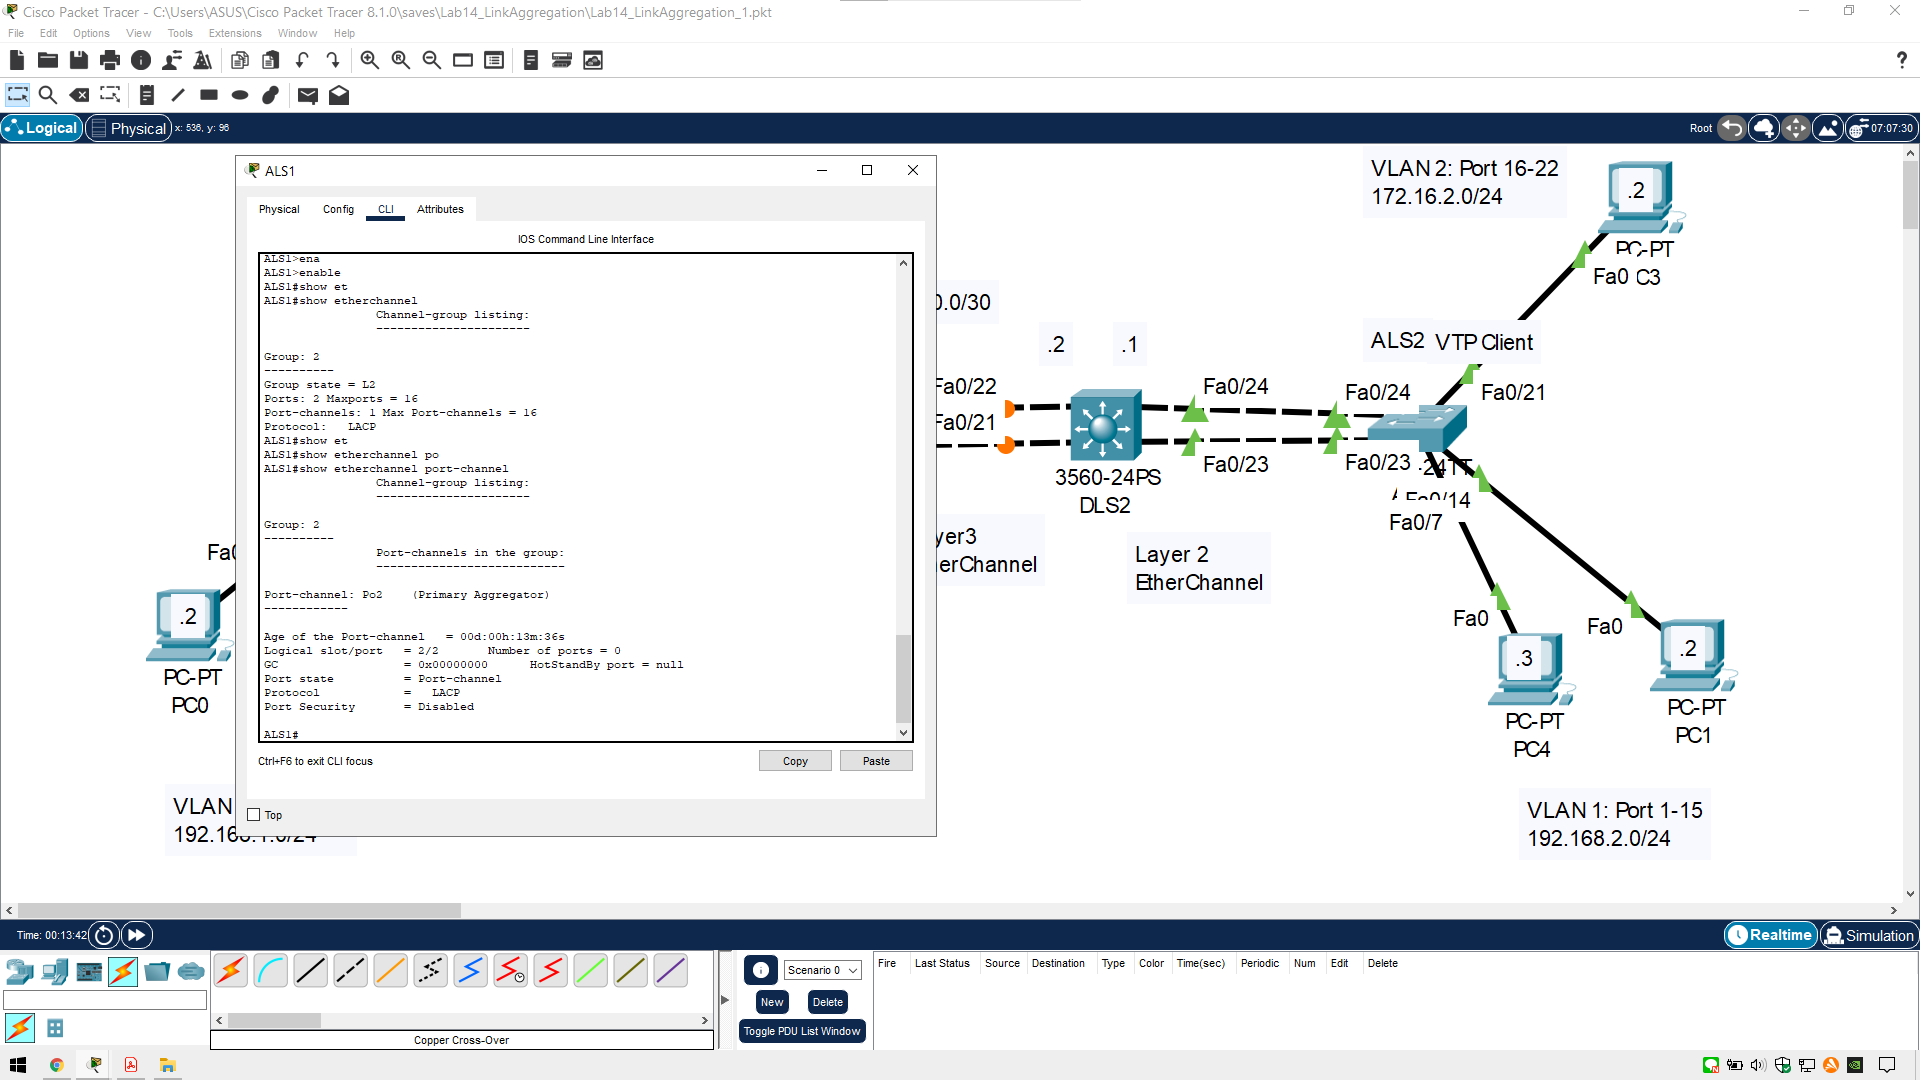 Cisco Packet Tracer - C:\Users\ASUS\Cisco Packet Tracer 8.1.0\saves\Lab14_LinkAggregation\Lab14_LinkAggregation_1.pkt
File Edit Options View Tools Extensions Window Help
Logical Physical x: 536, y: 96 Root 07:07:30
ALS1
Physical Config CLI Attributes
IOS Command Line Interface
ALS1>ena
ALS1>enable
ALS1#show et
ALS1#show etherchannel
Channel-group listing:
----------------------
Group: 2
----------
Group state = L2
Ports: 2 Maxports = 16
Port-channels: 1 Max Port-channels = 16
Protocol: LACP
ALS1#show et
ALS1#show etherchannel po
ALS1#show etherchannel port-channel
Channel-group listing:
----------------------
Group: 2
----------
Port-channels in the group:
---------------------------
Port-channel: Po2 (Primary Aggregator)
------------
Age of the Port-channel = 00d:00h:13m:36s
Logical slot/port = 2/2 Number of ports = 0
GC = 0x00000000 HotStandBy port = null
Port state = Port-channel
Protocol = LACP
Port Security = Disabled
ALS1#
Ctrl+F6 to exit CLI focus
Copy Paste
Top
VLAN 2: Port 16-22
172.16.2.0/24
.2
PC-PT
Fa0 C3
0.0/30
.2 .1
ALS2 VTP Client
Fa0/22 Fa0/24 Fa0/24 Fa0/21
Fa0/21
Fa0/23 Fa0/23
24TT
3560-24PS
DLS2
Fa0/14
Fa0/7
yer3
erChannel
Layer 2
EtherChannel
Fa0
.2
PC-PT
PC0
VLAN
192.168.1.0/24
Fa0 Fa0
.3
PC-PT
PC4
.2
PC-PT
PC1
VLAN 1: Port 1-15
192.168.2.0/24
Time: 00:13:42 Realtime Simulation
Scenario 0
New Delete
Toggle PDU List Window
Fire Last Status Source Destination Type Color Time(sec) Periodic Num Edit Delete
Copper Cross-Over